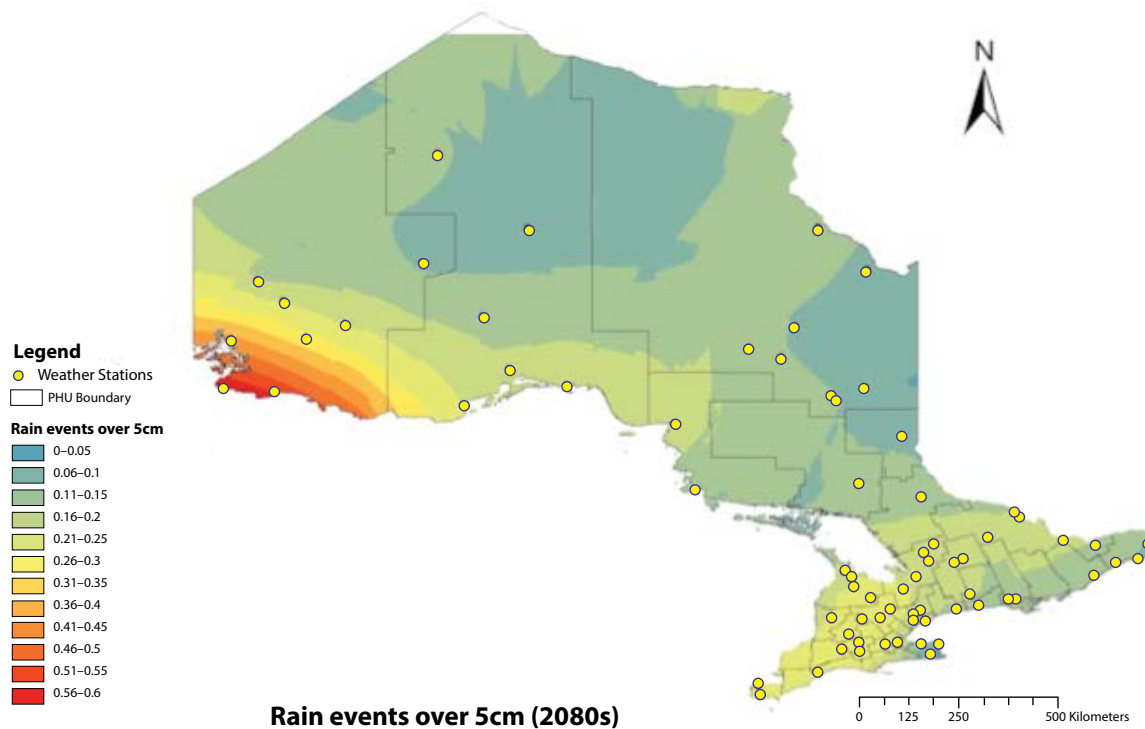 N
Legend
Weather Stations
PHU Boundary
Rain events over 5cm
0–0.05
0.06–0.1
0.11–0.15
0.16–0.2
0.21–0.25
0.26–0.3
0.31–0.35
0.36–0.4
0.41–0.45
0.46–0.5
0.51–0.55
0.56–0.6
Rain events over 5cm (2080s)
0 125 250 500 Kilometers